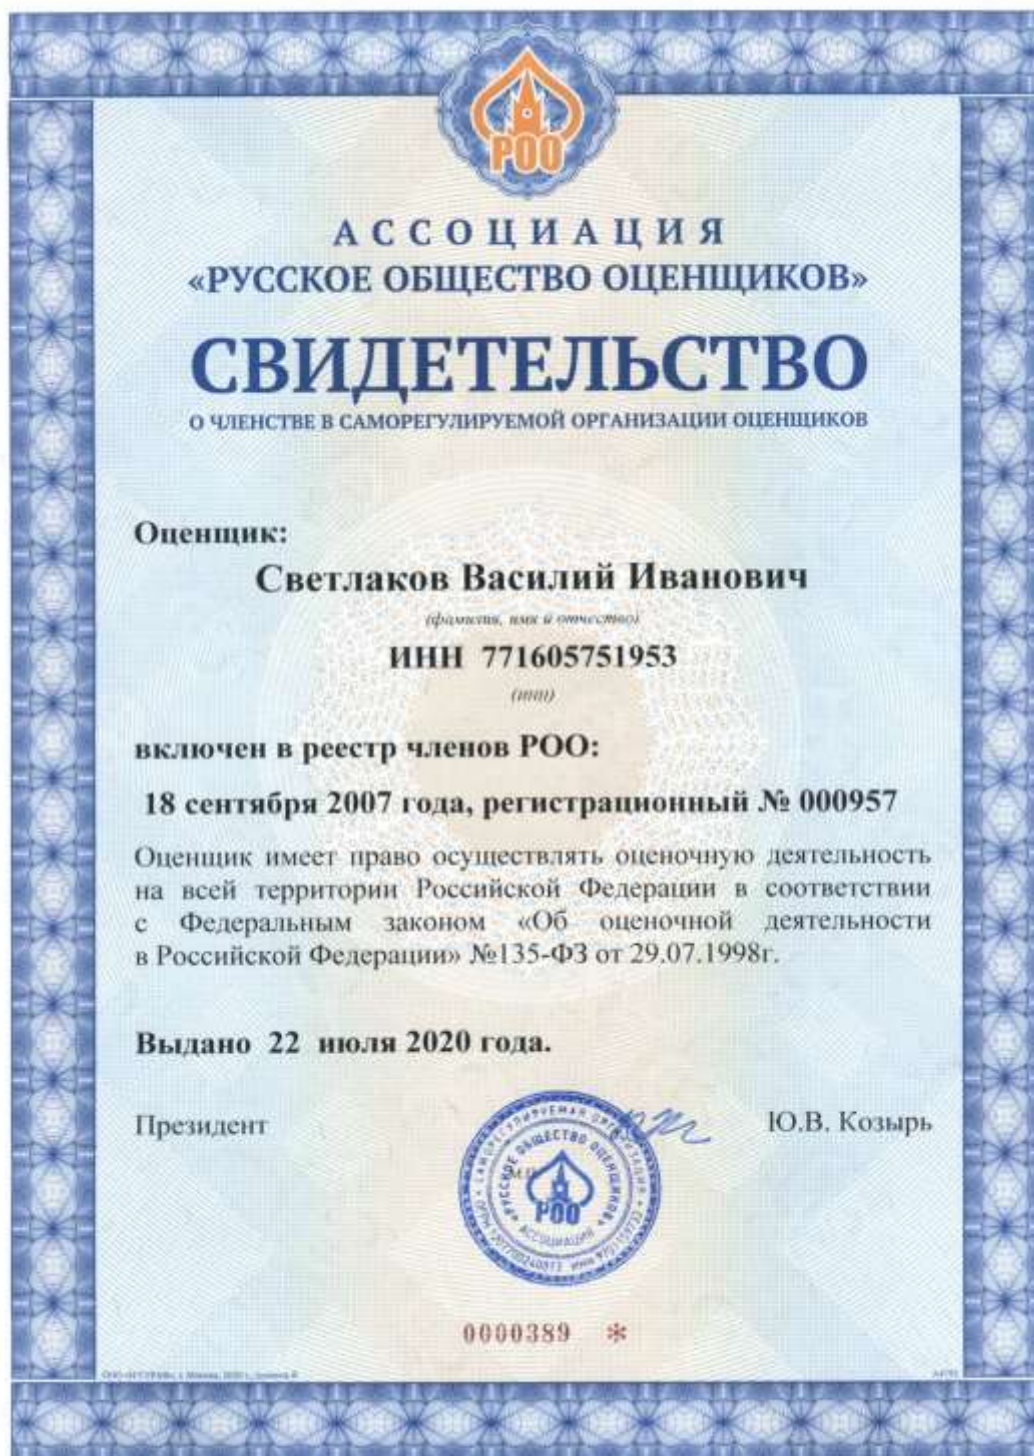 РОО
АССОЦИАЦИЯ
«РУССКОЕ ОБЩЕСТВО ОЦЕНЩИКОВ»
СВИДЕТЕЛЬСТВО
О ЧЛЕНСТВЕ В САМОРЕГУЛИРУЕМОЙ ОРГАНИЗАЦИИ ОЦЕНЩИКОВ
Оценщик:
Светлаков Василий Иванович
(фамилия, имя и отчество)
ИНН 771605751953
(инн)
включен в реестр членов РОО:
18 сентября 2007 года, регистрационный № 000957
Оценщик имеет право осуществлять оценочную деятельность
на всей территории Российской Федерации в соответствии
с Федеральным законом «Об оценочной деятельности
в Российской Федерации» №135-ФЗ от 29.07.1998г.
Выдано 22 июля 2020 года.
Президент
Ю.В. Козырь
САМОРЕГУЛИРУЕМАЯ ОРГАНИЗАЦИЯ
«РУССКОЕ ОБЩЕСТВО ОЦЕНЩИКОВ»
РОО
АССОЦИАЦИЯ
0000389 *